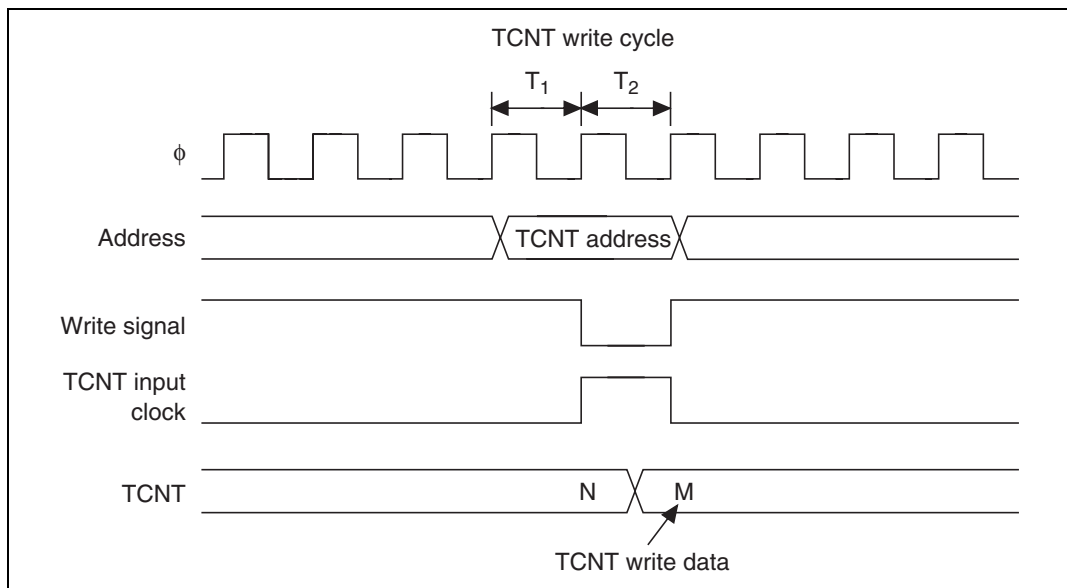 TCNT write cycle
T1 T2
ϕ
Address
TCNT address
Write signal
TCNT input
clock
TCNT
N M
TCNT write data